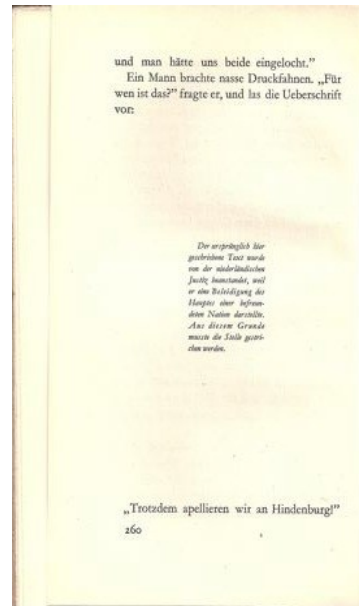 und man hätte uns beide eingelocht.”
Ein Mann brachte nasse Druckfahnen. „Für
wen ist das?” fragte er, und las die Ueberschrift
vor:
Der ursprünglich hier
geschriebene Text wurde
von der niederländischen
Justiz beanstandet, weil
er eine Beleidigung des
Hauptes einer befreun-
deten Nation darstellte.
Aus diesem Grunde
musste die Stelle gestri-
chen werden.
„Trotzdem apellieren wir an Hindenburg!”
260